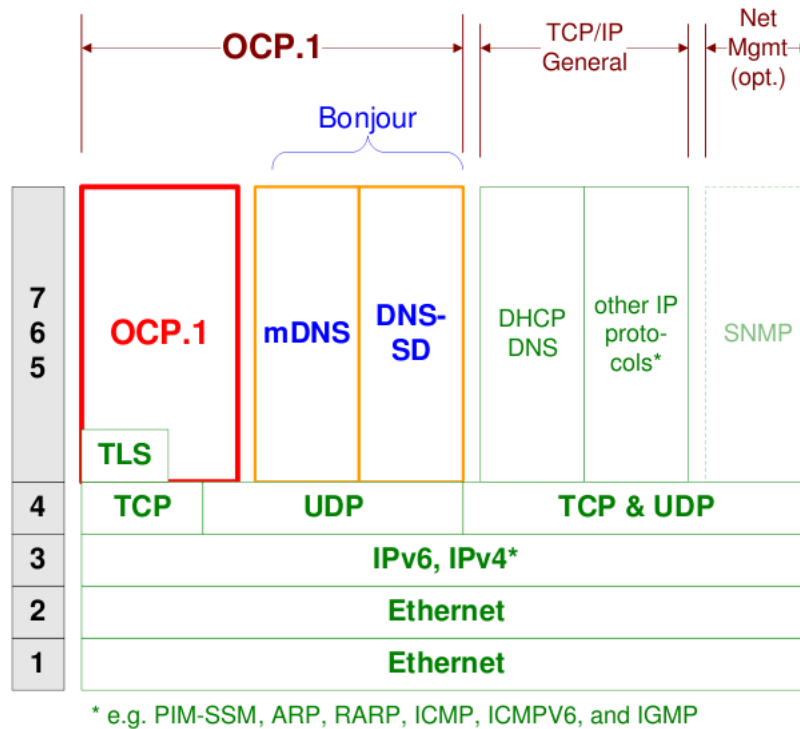 OCP.1
TCP/IP
General
Net
Mgmt
(opt.)
Bonjour
7
6
5
OCP.1
mDNS
DNS-
SD
DHCP
DNS
other IP
proto-
cols*
SNMP
TLS
4
TCP
UDP
TCP & UDP
3
IPv6, IPv4*
2
Ethernet
1
Ethernet
* e.g. PIM-SSM, ARP, RARP, ICMP, ICMPV6, and IGMP